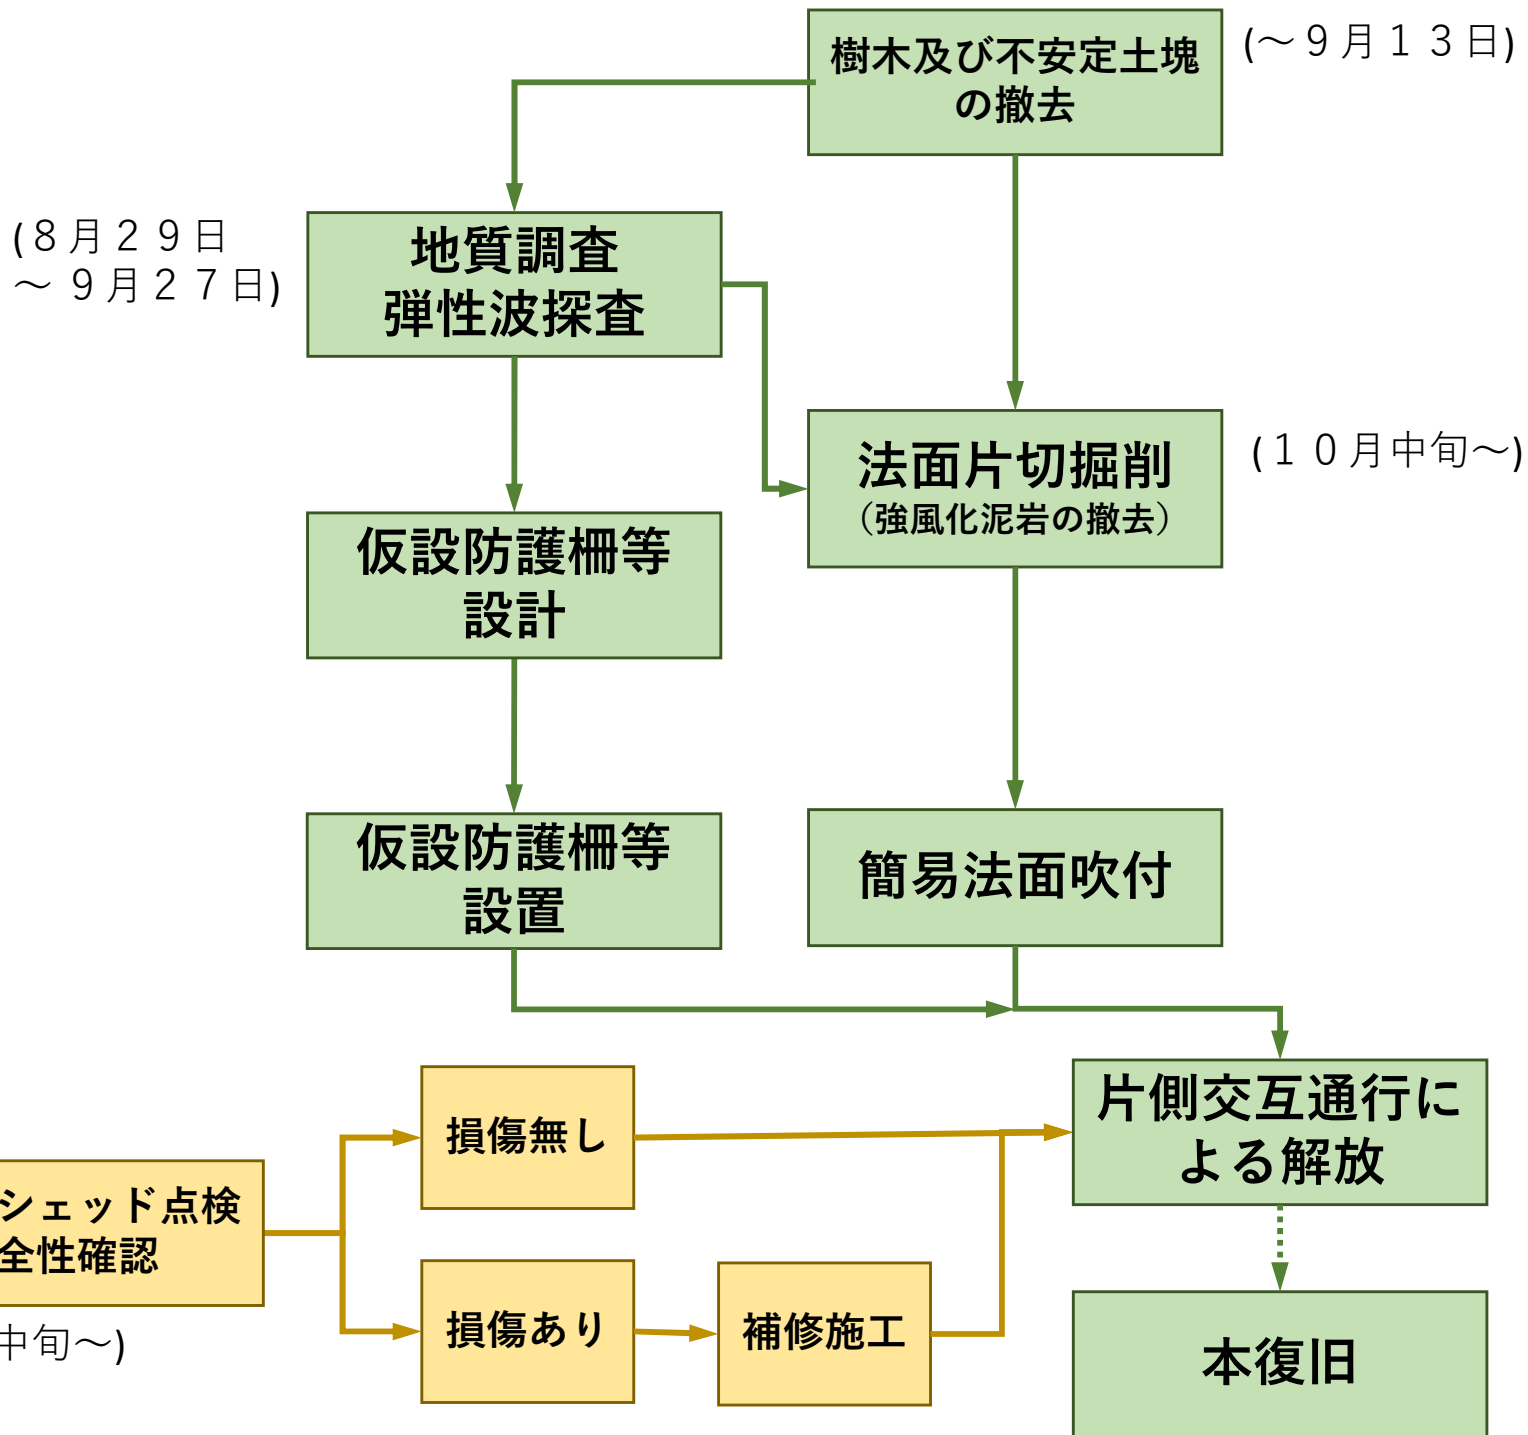 樹木及び不安定土塊
の撤去
(～９月１３日)
(８月２９日
～９月２７日)
地質調査
弾性波探査
法面片切掘削
（強風化泥岩の撤去）
(１０月中旬～)
仮設防護柵等
設計
仮設防護柵等
設置
簡易法面吹付
片側交互通行に
よる解放
損傷無し
シェッド点検
全性確認
中旬～)
損傷あり
補修施工
本復旧